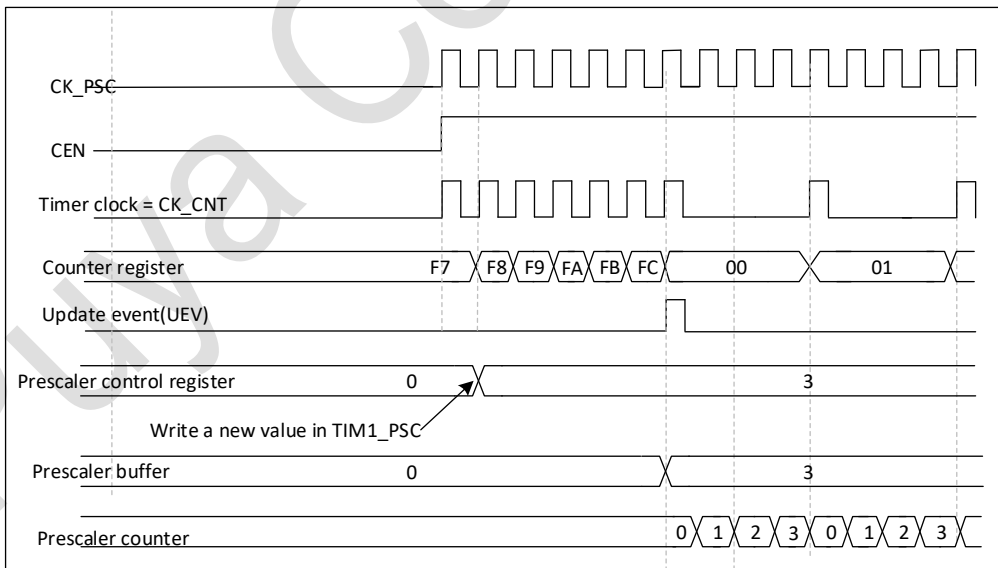 CK_PSC
CEN
Timer clock = CK_CNT
Counter register F7 F8 F9 FA FB FC 00 01
Update event(UEV)
Prescaler control register 0 3
Write a new value in TIM1_PSC
Prescaler buffer 0 3
Prescaler counter 0 1 2 3 0 1 2 3